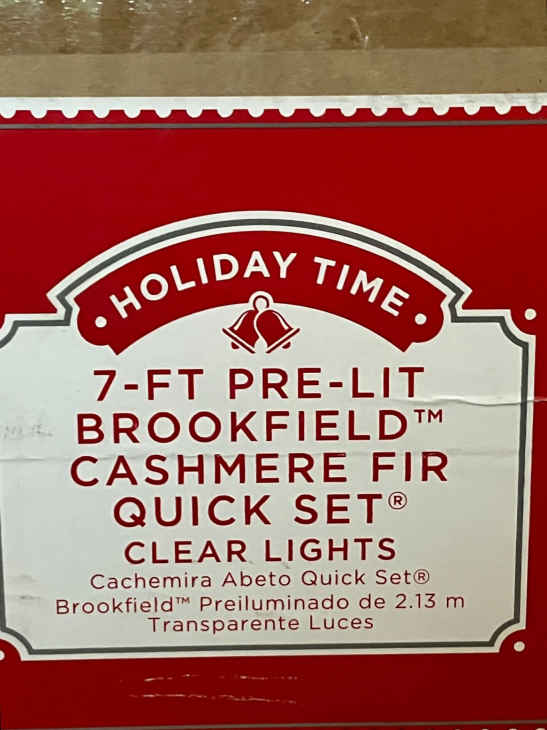 HOLIDAY TIME
7-FT PRE-LIT
BROOKFIELD™
CASHMERE FIR
QUICK SET®
CLEAR LIGHTS
Cachemira Abeto Quick Set®
Brookfield™ Preiluminado de 2.13 m
Transparente Luces